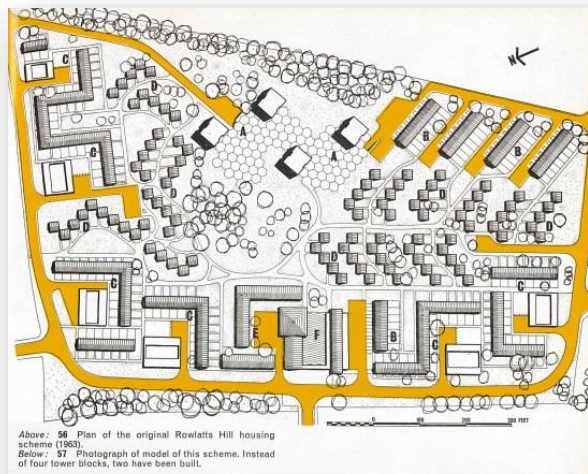 N
C
D
C
D
A
A
B
B
D
D
D
C
D
C
C
E
F
B
C
C
0 100 200 300 FEET
Above: 56 Plan of the original Rowlatts Hill housing
scheme (1963).
Below: 57 Photograph of model of this scheme. Instead
of four tower blocks, two have been built.